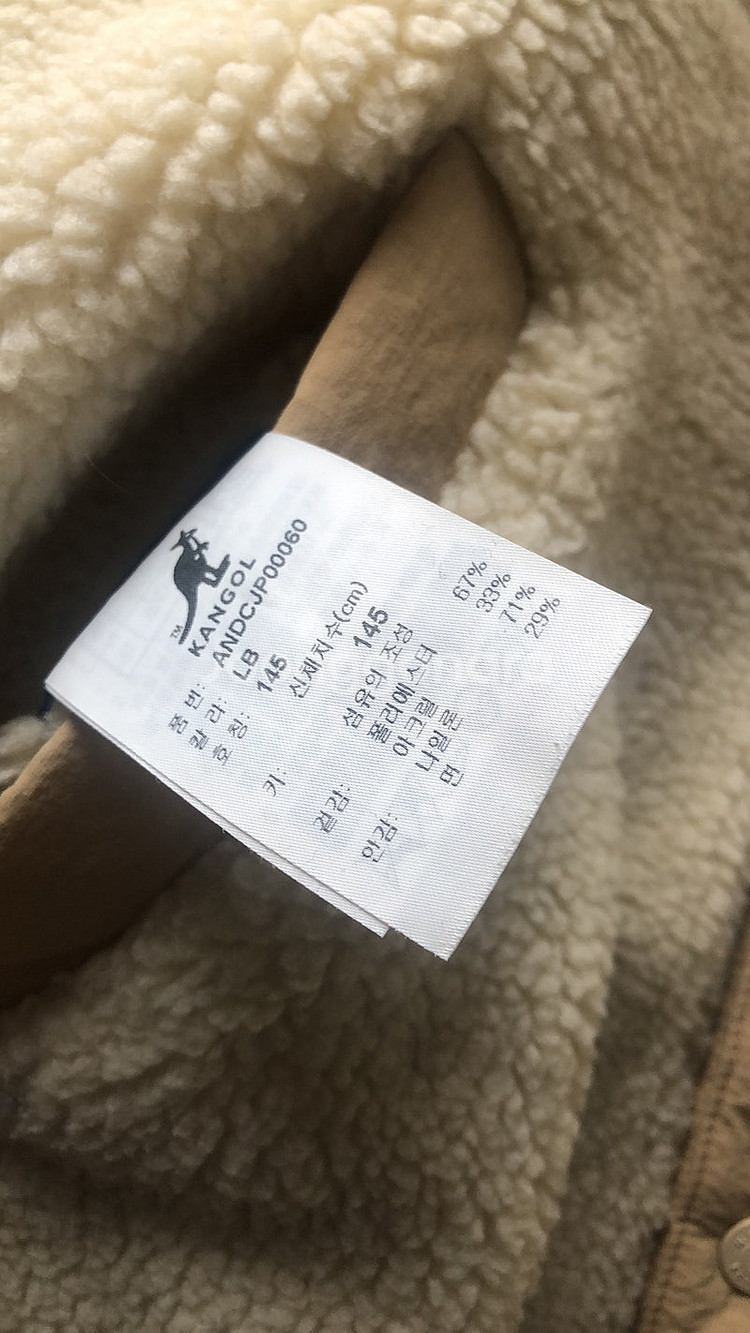 ™
KANGOL
품 번: ANDCJP00060
칼 라: LB
호 칭: 145
신체치수(cm)
키: 145
섬유의 조성
겉감: 폴리에스터 67%
아크릴 33%
안감: 나일론 71%
면 29%